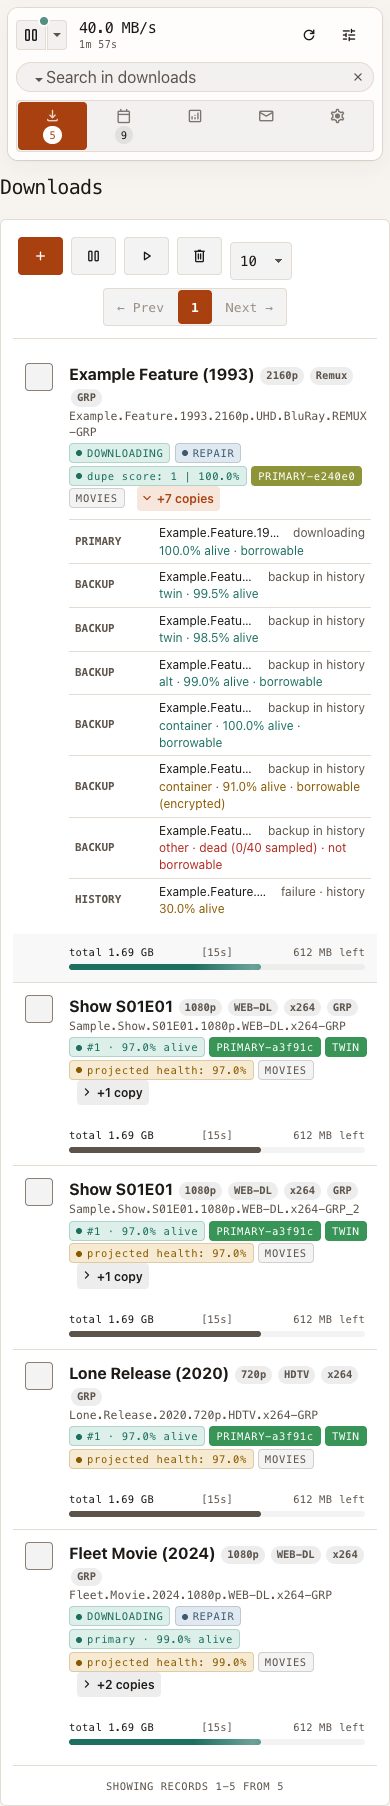 40.0 MB/s
1m 57s
Search in downloads
5
9
Downloads
10
← Prev 1 Next →
Example Feature (1993) 2160p Remux
GRP
Example.Feature.1993.2160p.UHD.BluRay.REMUX
-GRP
DOWNLOADING REPAIR
dupe score: 1 | 100.0% PRIMARY-e240e0
MOVIES +7 copies
PRIMARY Example.Feature.19... downloading
100.0% alive · borrowable
BACKUP Example.Featu... backup in history
twin · 99.5% alive
BACKUP Example.Featu... backup in history
twin · 98.5% alive
BACKUP Example.Featu... backup in history
alt · 99.0% alive · borrowable
BACKUP Example.Featu... backup in history
container · 100.0% alive ·
borrowable
BACKUP Example.Featu... backup in history
container · 91.0% alive · borrowable
(encrypted)
BACKUP Example.Featu... backup in history
other · dead (0/40 sampled) · not
borrowable
HISTORY Example.Feature.... failure · history
30.0% alive
total 1.69 GB [15s] 612 MB left
Show S01E01 1080p WEB-DL x264 GRP
Sample.Show.S01E01.1080p.WEB-DL.x264-GRP
#1 · 97.0% alive PRIMARY-a3f91c TWIN
projected health: 97.0% MOVIES
+1 copy
total 1.69 GB [15s] 612 MB left
Show S01E01 1080p WEB-DL x264 GRP
Sample.Show.S01E01.1080p.WEB-DL.x264-GRP_2
#1 · 97.0% alive PRIMARY-a3f91c TWIN
projected health: 97.0% MOVIES
+1 copy
total 1.69 GB [15s] 612 MB left
Lone Release (2020) 720p HDTV x264
GRP
Lone.Release.2020.720p.HDTV.x264-GRP
#1 · 97.0% alive PRIMARY-a3f91c TWIN
projected health: 97.0% MOVIES
total 1.69 GB [15s] 612 MB left
Fleet Movie (2024) 1080p WEB-DL x264
GRP
Fleet.Movie.2024.1080p.WEB-DL.x264-GRP
DOWNLOADING REPAIR
primary · 99.0% alive
projected health: 99.0% MOVIES
+2 copies
total 1.69 GB [15s] 612 MB left
SHOWING RECORDS 1-5 FROM 5